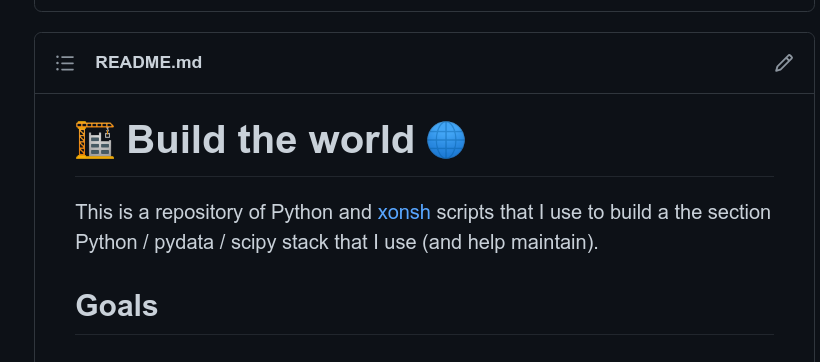 README.md
🏗️ Build the world 🌐
This is a repository of Python and xonsh scripts that I use to build a the section
Python / pydata / scipy stack that I use (and help maintain).
Goals